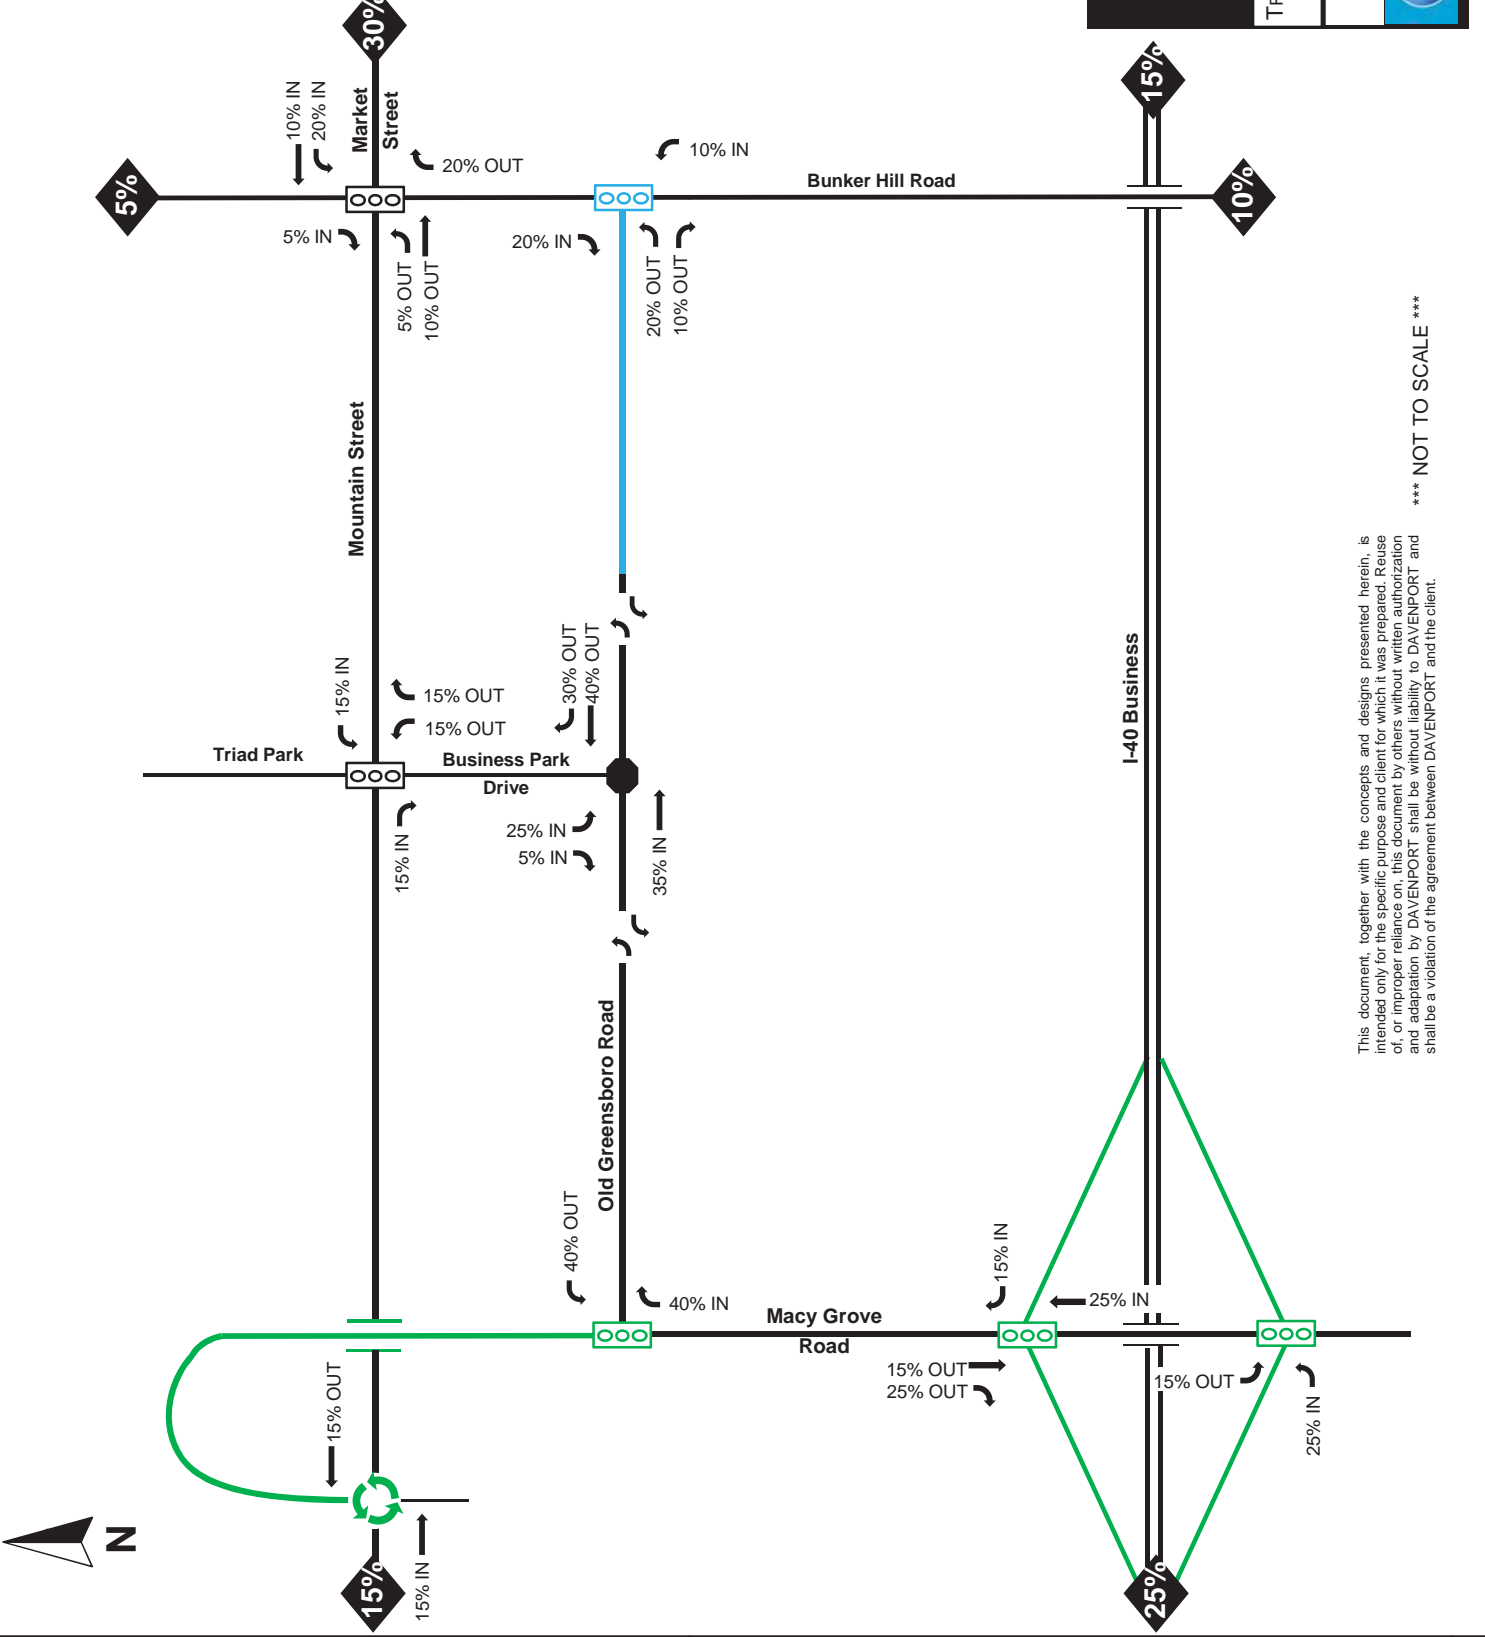 30%
TR
15%
10% IN
20% IN
Market
Street
20% OUT
10% IN
5%
Bunker Hill Road
10%
5% IN
20% IN
5% OUT
10% OUT
20% OUT
10% OUT
Mountain Street
*** NOT TO SCALE ***
15% IN
30% OUT
40% OUT
15% OUT
15% OUT
I-40 Business
Triad Park
Business Park
Drive
25% IN
5% IN
15% IN
35% IN
This document, together with the concepts and designs presented herein, is
intended only for the specific purpose and client for which it was prepared. Reuse
of, or improper reliance on, this document by others without written authorization
and adaptation by DAVENPORT shall be without liability to DAVENPORT and
shall be a violation of the agreement between DAVENPORT and the client.
Old Greensboro Road
40% OUT
40% IN
15% IN
25% IN
Macy Grove
Road
15% OUT
15% OUT
25% OUT
15% OUT
25% IN
N
15%
15% IN
25%